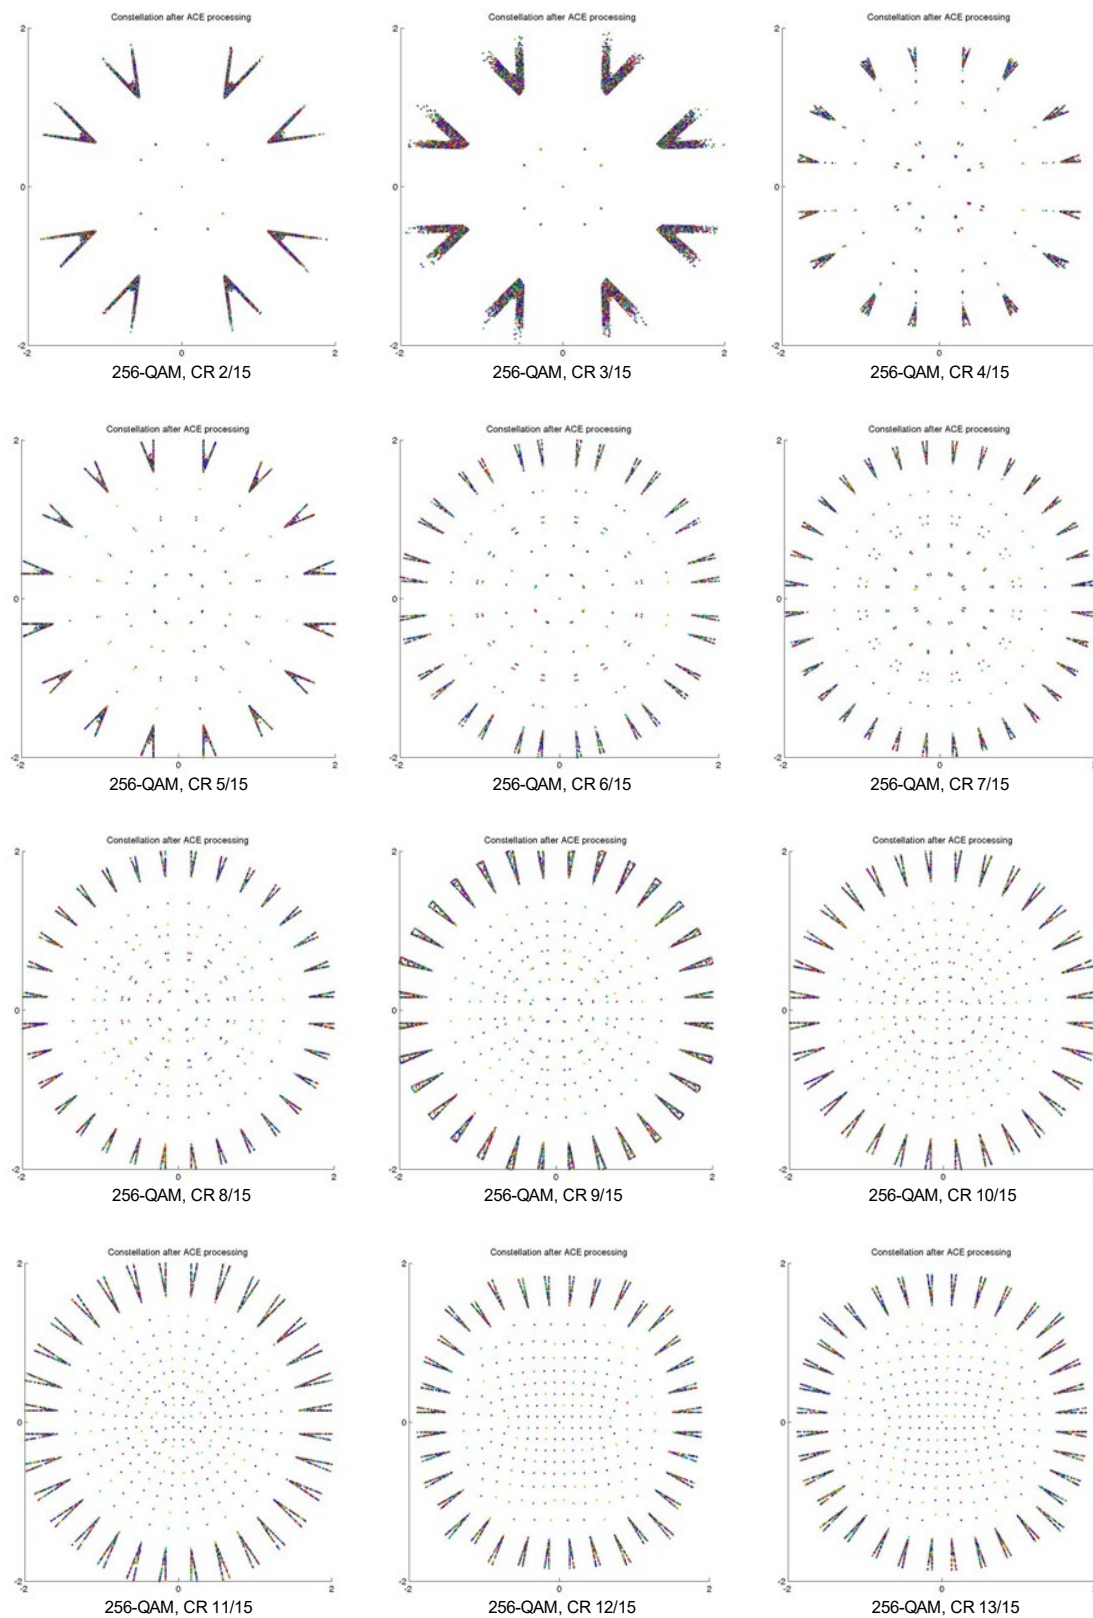 Constellation after ACE processing Constellation after ACE processing Constellation after ACE processing
2 2 2
0 0 0
-2 -2 -2
-2 0 2 -2 0 2 -2 0
256-QAM, CR 2/15 256-QAM, CR 3/15 256-QAM, CR 4/15
Constellation after ACE processing Constellation after ACE processing Constellation after ACE processing
2 2 2
0 0 0
-2 -2 -2
-2 0 2 -2 0 2 -2 0
256-QAM, CR 5/15 256-QAM, CR 6/15 256-QAM, CR 7/15
Constellation after ACE processing Constellation after ACE processing Constellation after ACE processing
2 2 2
0 0 0
-2 -2 -2
-2 0 2 -2 0 2 -2 0
256-QAM, CR 8/15 256-QAM, CR 9/15 256-QAM, CR 10/15
Constellation after ACE processing Constellation after ACE processing Constellation after ACE processing
2 2 2
0 0 0
-2 -2 -2
-2 0 2 -2 0 2 -2 0
256-QAM, CR 11/15 256-QAM, CR 12/15 256-QAM, CR 13/15